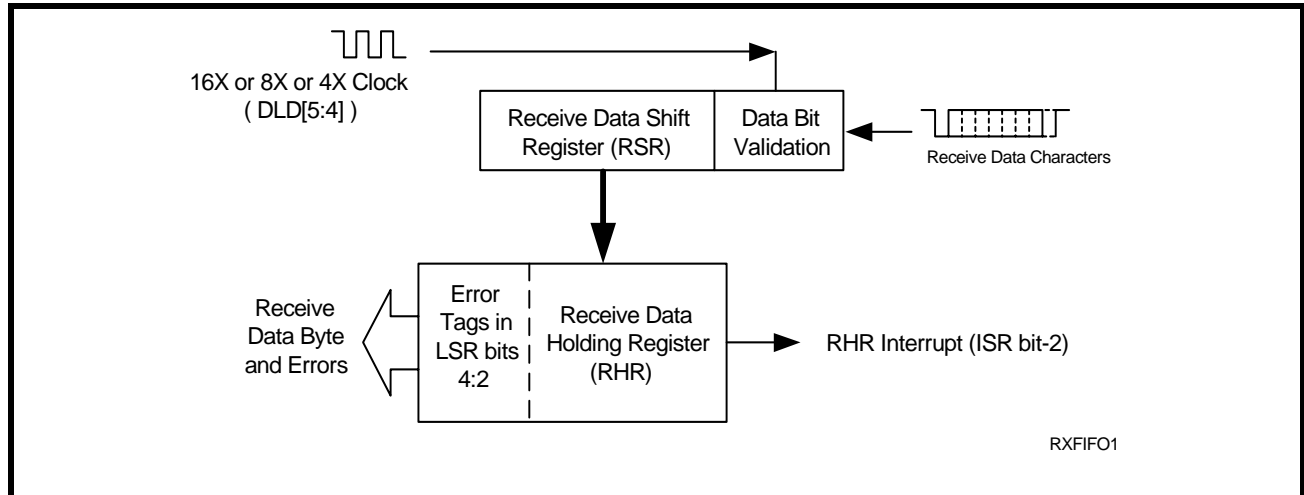 16X or 8X or 4X Clock
( DLD[5:4] )
Receive Data Shift
Register (RSR)
Data Bit
Validation
Receive Data Characters
Receive
Data Byte
and Errors
Error
Tags in
LSR bits
4:2
Receive Data
Holding Register
(RHR)
RHR Interrupt (ISR bit-2)
RXFIFO1